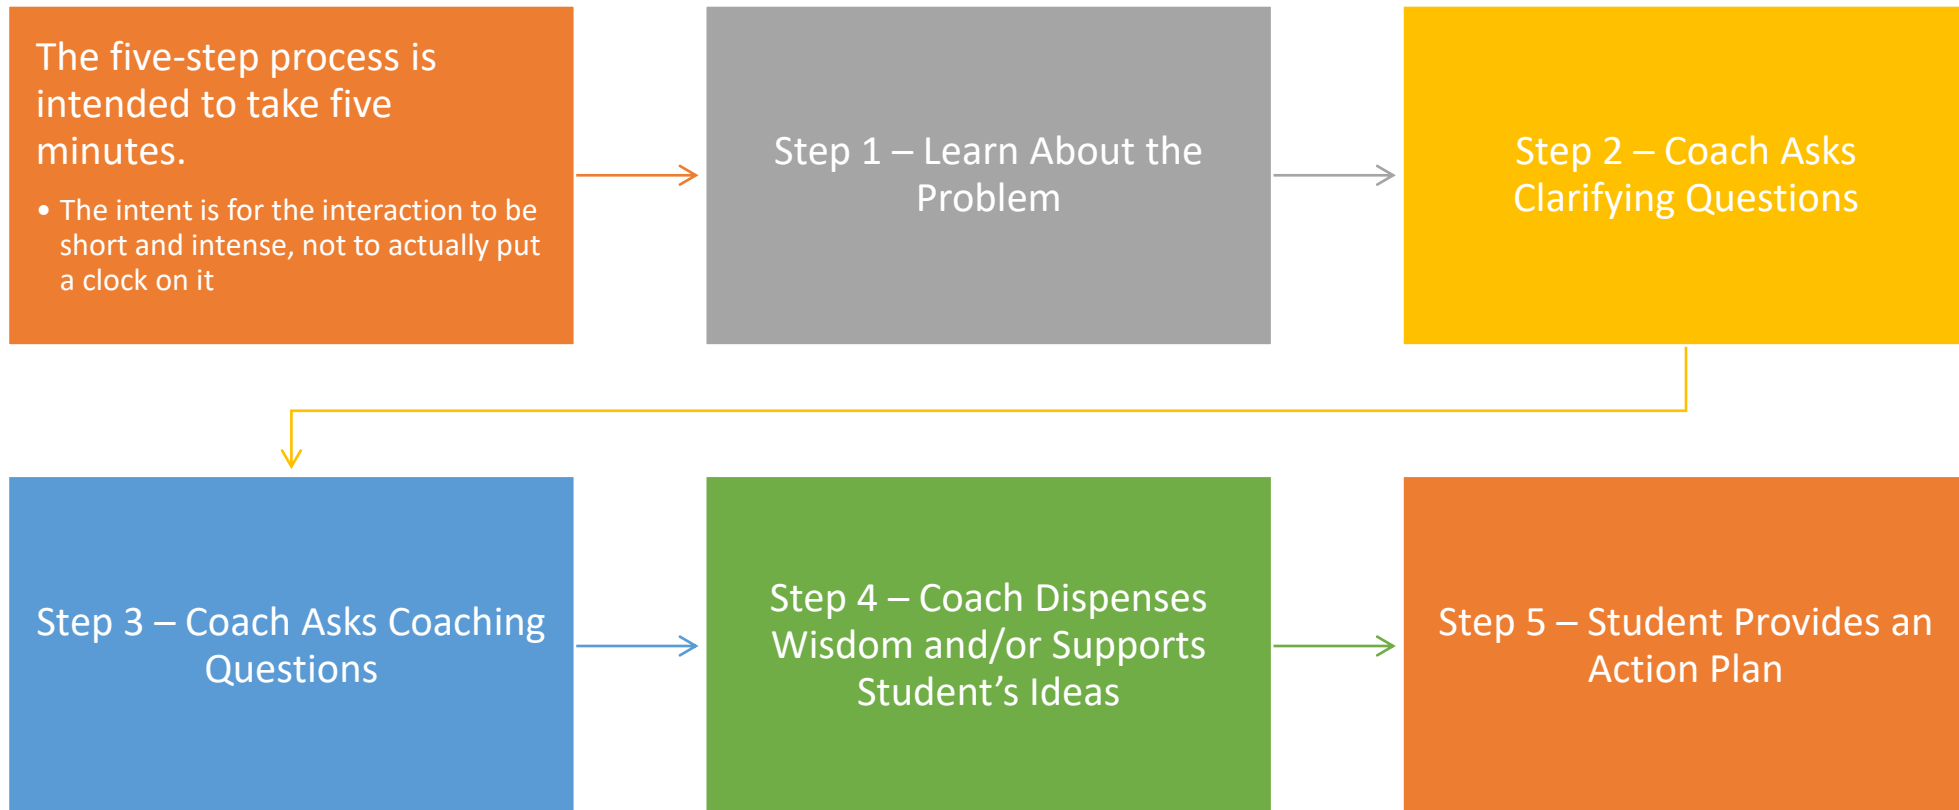 The five-step process is
intended to take five
minutes.
• The intent is for the interaction to be
short and intense, not to actually put
a clock on it
Step 1 – Learn About the
Problem
Step 2 – Coach Asks
Clarifying Questions
Step 3 – Coach Asks Coaching
Questions
Step 4 – Coach Dispenses
Wisdom and/or Supports
Student’s Ideas
Step 5 – Student Provides an
Action Plan